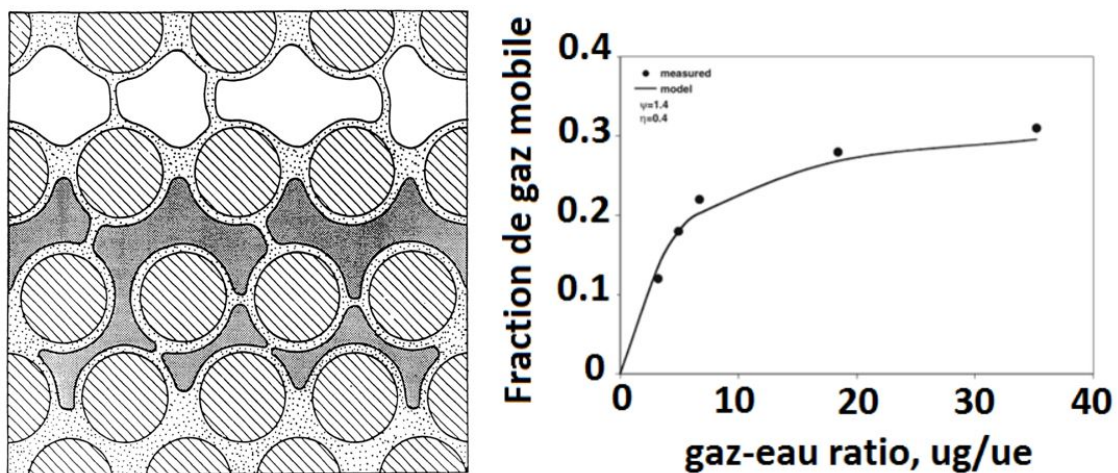 Fraction de gaz mobile
0.4
0.3
0.2
0.1
0
measured
model
ψ=1.4
η=0.4
0
10
20
30
40
gaz-eau ratio, ug/ue